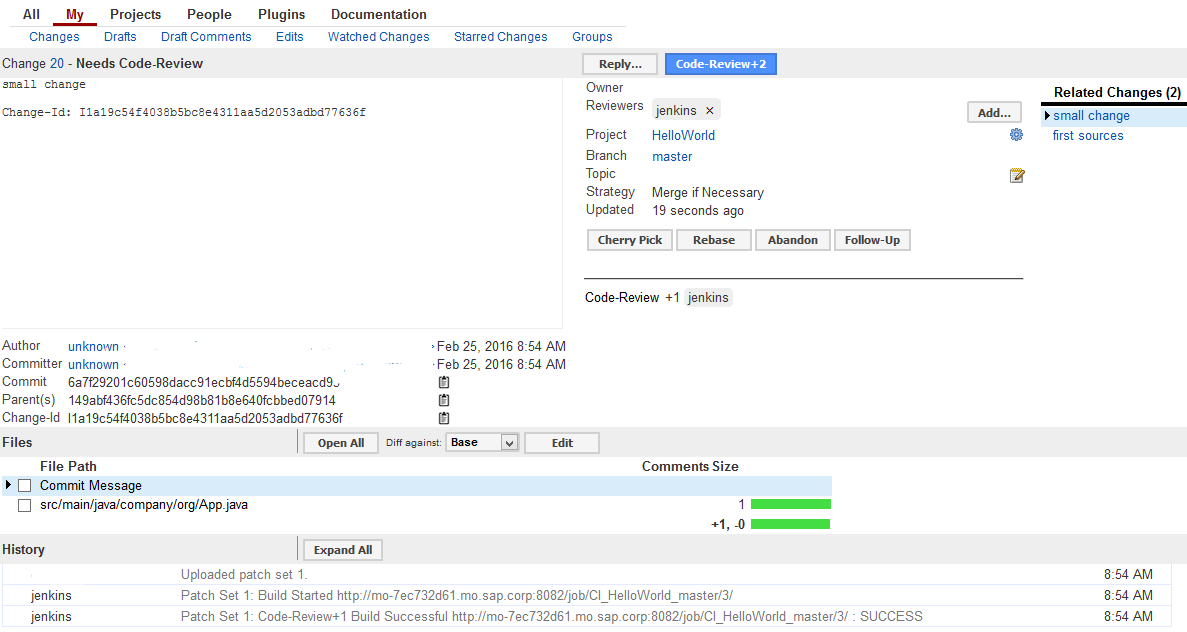 All My Projects People Plugins Documentation
Changes Drafts Draft Comments Edits Watched Changes Starred Changes Groups
Change 20 - Needs Code-Review Reply... Code-Review+2
small change
Change-Id: I1a19c54f4038b5bc8e4311aa5d2053adbd77636f
Owner
Reviewers jenkins × Add...
Project HelloWorld
Branch master
Topic
Strategy Merge if Necessary
Updated 19 seconds ago
Cherry Pick Rebase Abandon Follow-Up
Code-Review +1 jenkins
Related Changes (2)
small change
first sources
Author unknown Feb 25, 2016 8:54 AM
Committer unknown Feb 25, 2016 8:54 AM
Commit
Parent(s) 149abf436fc5dc854d98b81b8e640fcbbed07914
Change-Id I1a19c54f4038b5bc8e4311aa5d2053adbd77636f
Files Open All Diff against: Base Edit
File Path Comments Size
Commit Message
src/main/java/company/org/App.java 1
+1, -0
History Expand All
Uploaded patch set 1. 8:54 AM
jenkins Patch Set 1: Build Started http://mo-7ec732d61.mo.sap.corp:8082/job/CI_HelloWorld_master/3/ 8:54 AM
jenkins Patch Set 1: Code-Review+1 Build Successful http://mo-7ec732d61.mo.sap.corp:8082/job/CI_HelloWorld_master/3/ : SUCCESS 8:54 AM